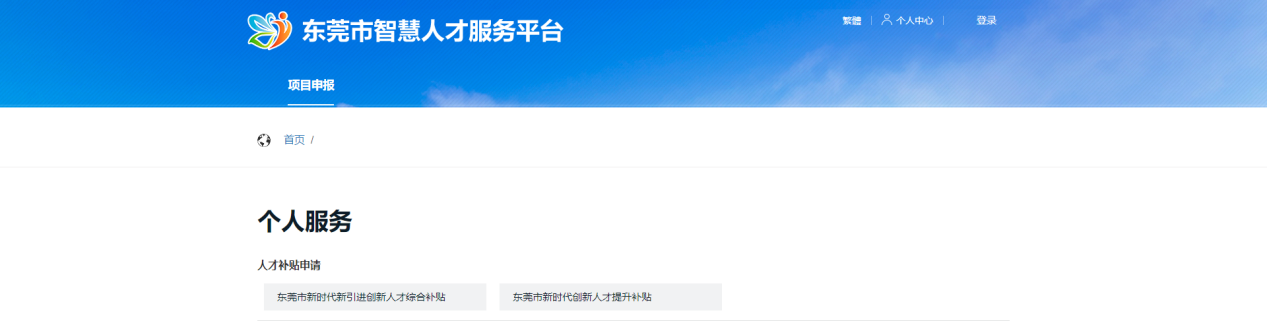 东莞市智慧人才服务平台
繁體 | 个人中心 | 登录
项目申报
首页 /
个人服务
人才补贴申请
东莞市新时代新引进创新人才综合补贴 东莞市新时代创新人才提升补贴